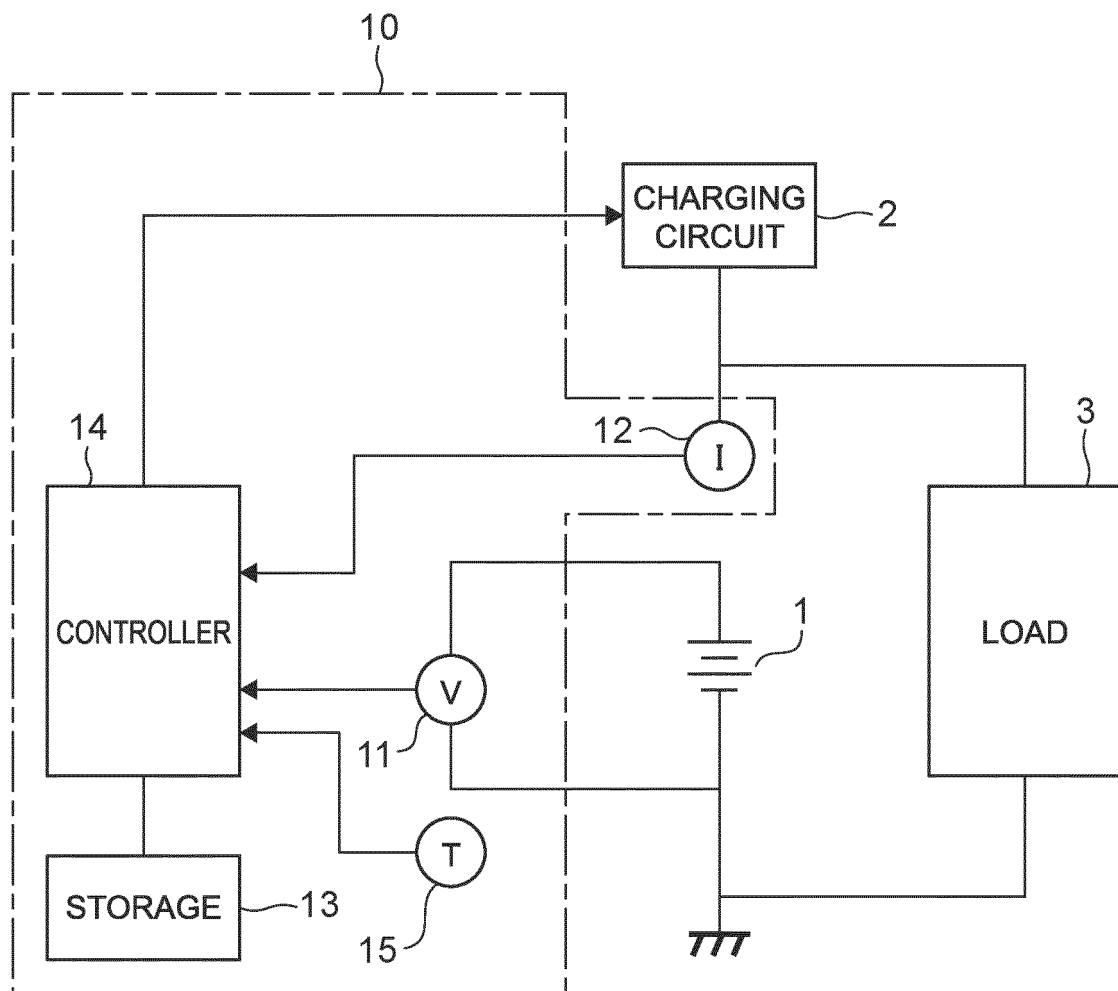 10
CHARGING
CIRCUIT
2
12
I
14
3
CONTROLLER
1
LOAD
V
11
T
STORAGE
13
15